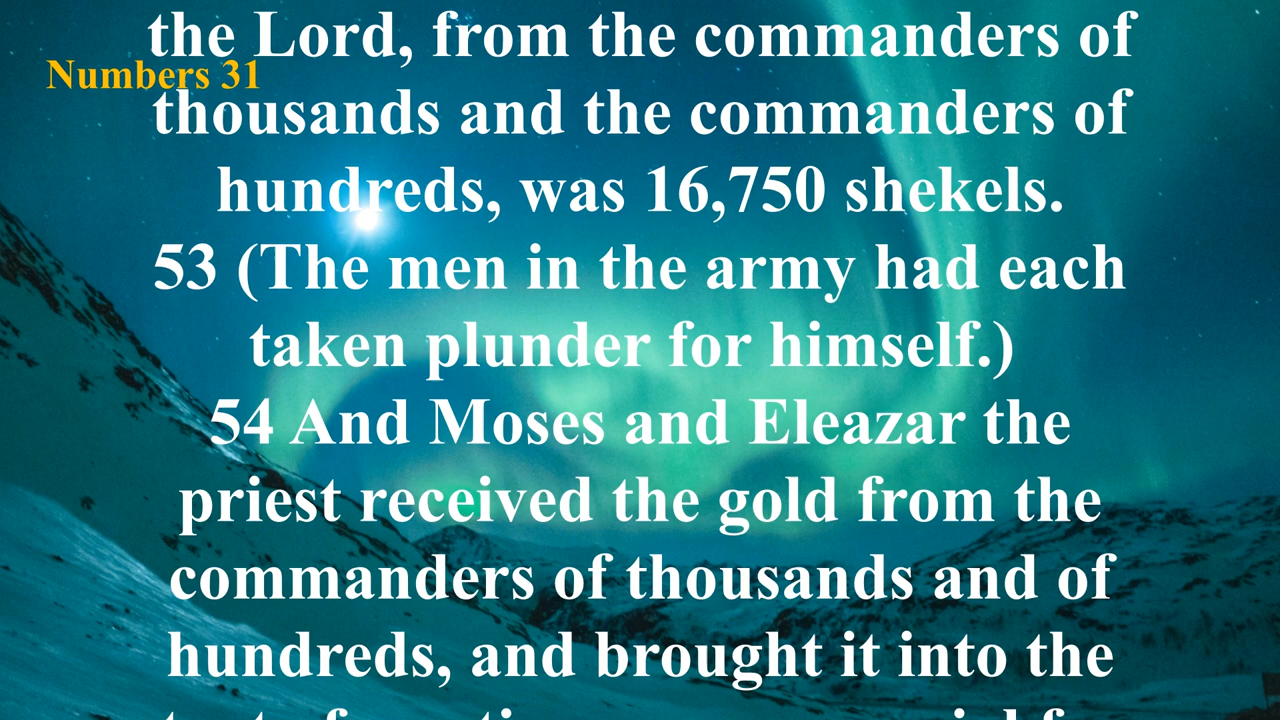 the Lord, from the commanders of
Numbers 31
thousands and the commanders of
hundreds, was 16,750 shekels.
53 (The men in the army had each
taken plunder for himself.)
54 And Moses and Eleazar the
priest received the gold from the
commanders of thousands and of
hundreds, and brought it into the